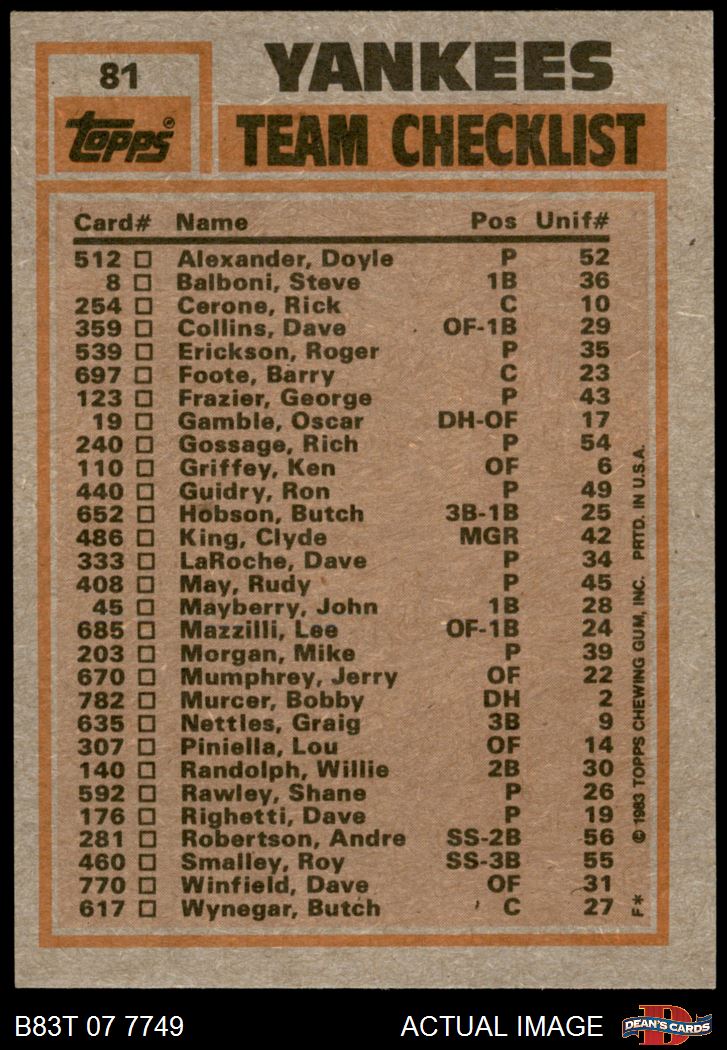 81
YANKEES
Topps®
TEAM CHECKLIST
Card# Name Pos Unif#
512 Alexander, Doyle P 52
8 Balboni, Steve 1B 36
254 Cerone, Rick C 10
359 Collins, Dave OF-1B 29
539 Erickson, Roger P 35
697 Foote, Barry C 23
123 Frazier, George P 43
19 Gamble, Oscar DH-OF 17
240 Gossage, Rich P 54
110 Griffey, Ken OF 6
440 Guidry, Ron P 49
652 Hobson, Butch 3B-1B 25
486 King, Clyde MGR 42
333 LaRoche, Dave P 34
408 May, Rudy P 45
45 Mayberry, John 1B 28
685 Mazzilli, Lee OF-1B 24
203 Morgan, Mike P 39
670 Mumphrey, Jerry OF 22
782 Murcer, Bobby DH 2
635 Nettles, Graig 3B 9
307 Piniella, Lou OF 14
140 Randolph, Willie 2B 30
592 Rawley, Shane P 26
176 Righetti, Dave P 19
281 Robertson, Andre SS-2B 56
460 Smalley, Roy SS-3B 55
770 Winfield, Dave OF 31
617 Wynegar, Butch C 27
F* © 1983 TOPPS CHEWING GUM, INC. PRTD. IN U.S.A.
B83T 07 7749
ACTUAL IMAGE
D
DEAN'S CARDS